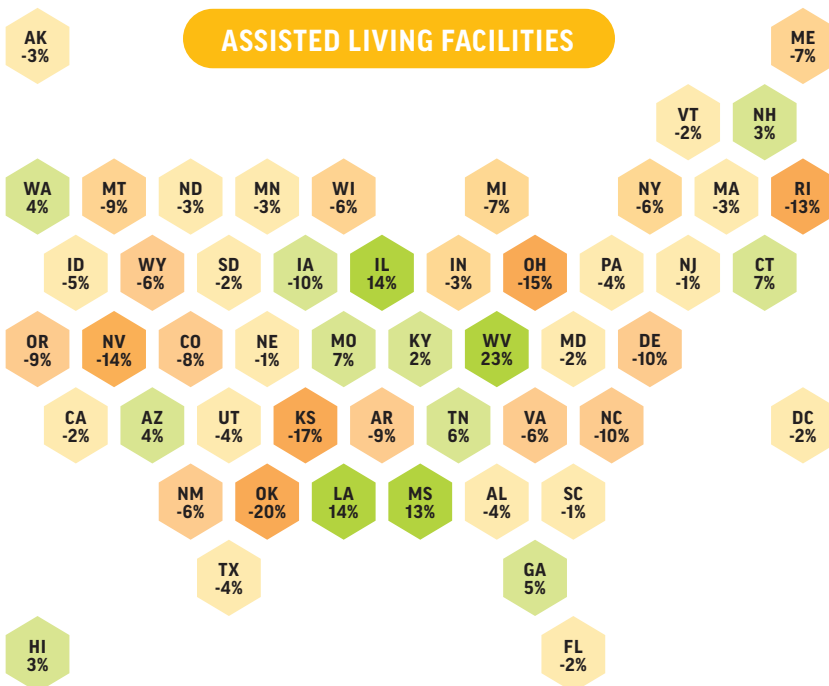 ASSISTED LIVING FACILITIES
AK
-3%
ME
-7%
VT
-2%
NH
3%
WA
4%
MT
-9%
ND
-3%
MN
-3%
WI
-6%
MI
-7%
NY
-6%
MA
-3%
RI
-13%
ID
-5%
WY
-6%
SD
-2%
IA
-10%
IL
14%
IN
-3%
OH
-15%
PA
-4%
NJ
-1%
CT
7%
OR
-9%
NV
-14%
CO
-8%
NE
-1%
MO
7%
KY
2%
WV
23%
MD
-2%
DE
-10%
CA
-2%
AZ
4%
UT
-4%
KS
-17%
AR
-9%
TN
6%
VA
-6%
NC
-10%
DC
-2%
NM
-6%
OK
-20%
LA
14%
MS
13%
AL
-4%
SC
-1%
TX
-4%
GA
5%
HI
3%
FL
-2%